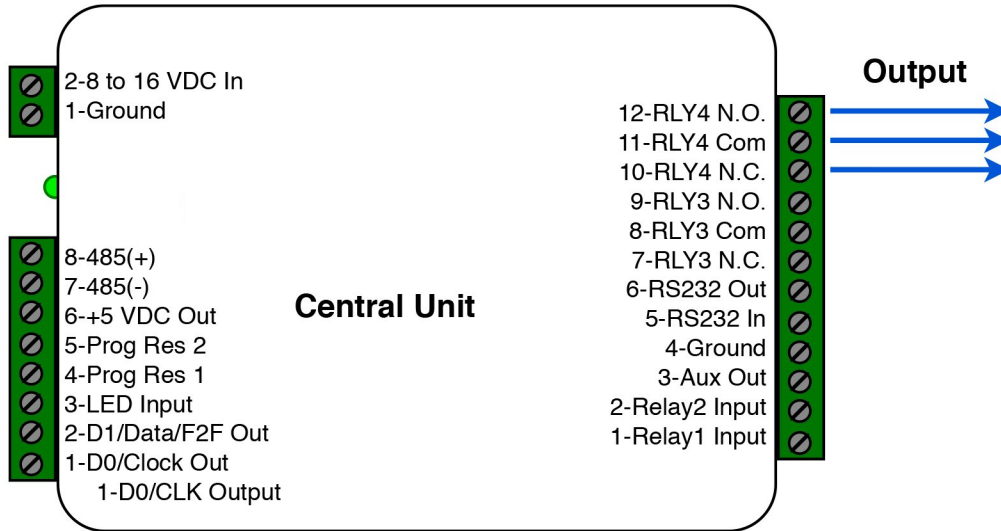 2-8 to 16 VDC In
1-Ground
8-485(+)
7-485(-)
6-+5 VDC Out
5-Prog Res 2
4-Prog Res 1
3-LED Input
2-D1/Data/F2F Out
1-D0/Clock Out
1-D0/CLK Output
Central Unit
Output
12-RLY4 N.O.
11-RLY4 Com
10-RLY4 N.C.
9-RLY3 N.O.
8-RLY3 Com
7-RLY3 N.C.
6-RS232 Out
5-RS232 In
4-Ground
3-Aux Out
2-Relay2 Input
1-Relay1 Input